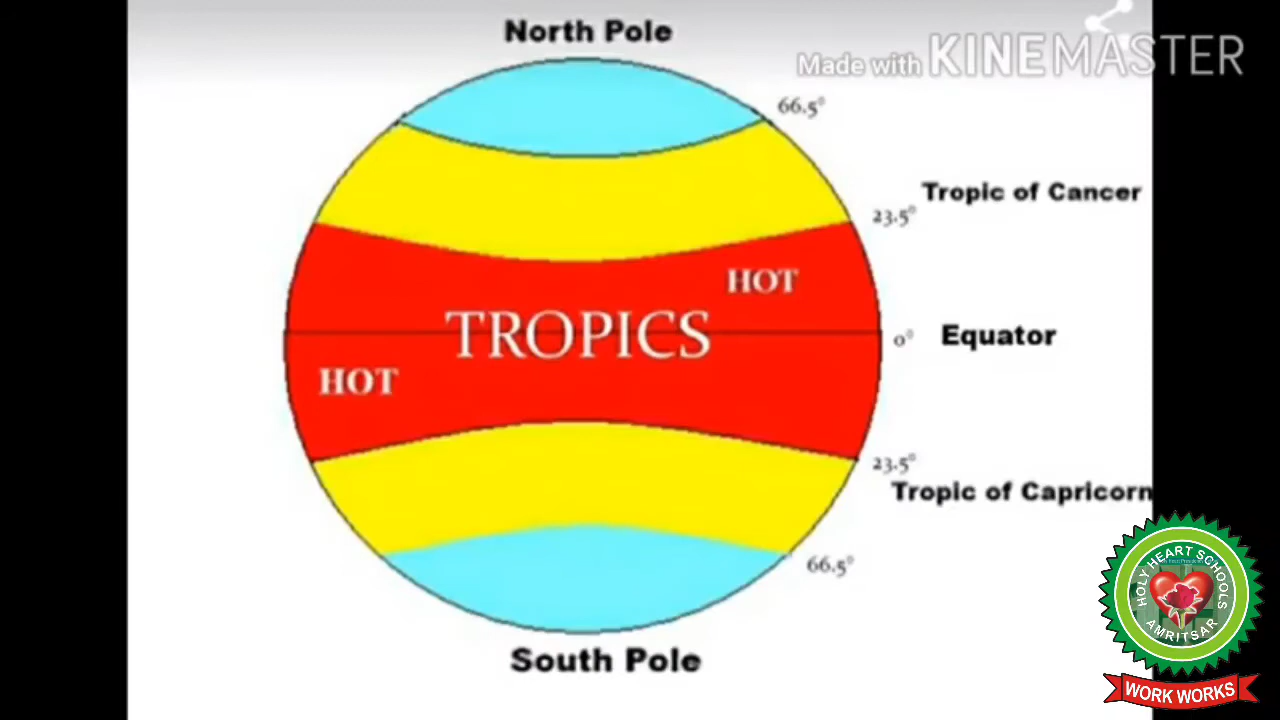 North Pole
Made with KINEMASTER
66.5°
Tropic of Cancer
23.5°
HOT
TROPICS
0°
Equator
HOT
23.5°
Tropic of Capricorn
66.5°
HOLY HEART SCHOOLS
AMRITSAR
WORK WORKS
South Pole